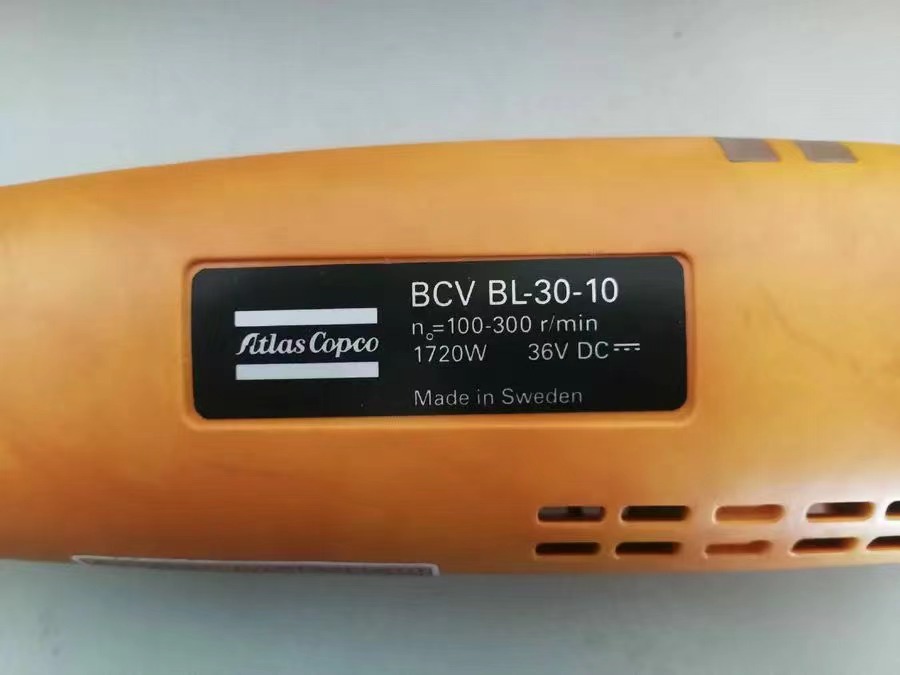 Atlas Copco
BCV BL-30-10
n₀=100-300 r/min
1720W 36V DC⎓
Made in Sweden